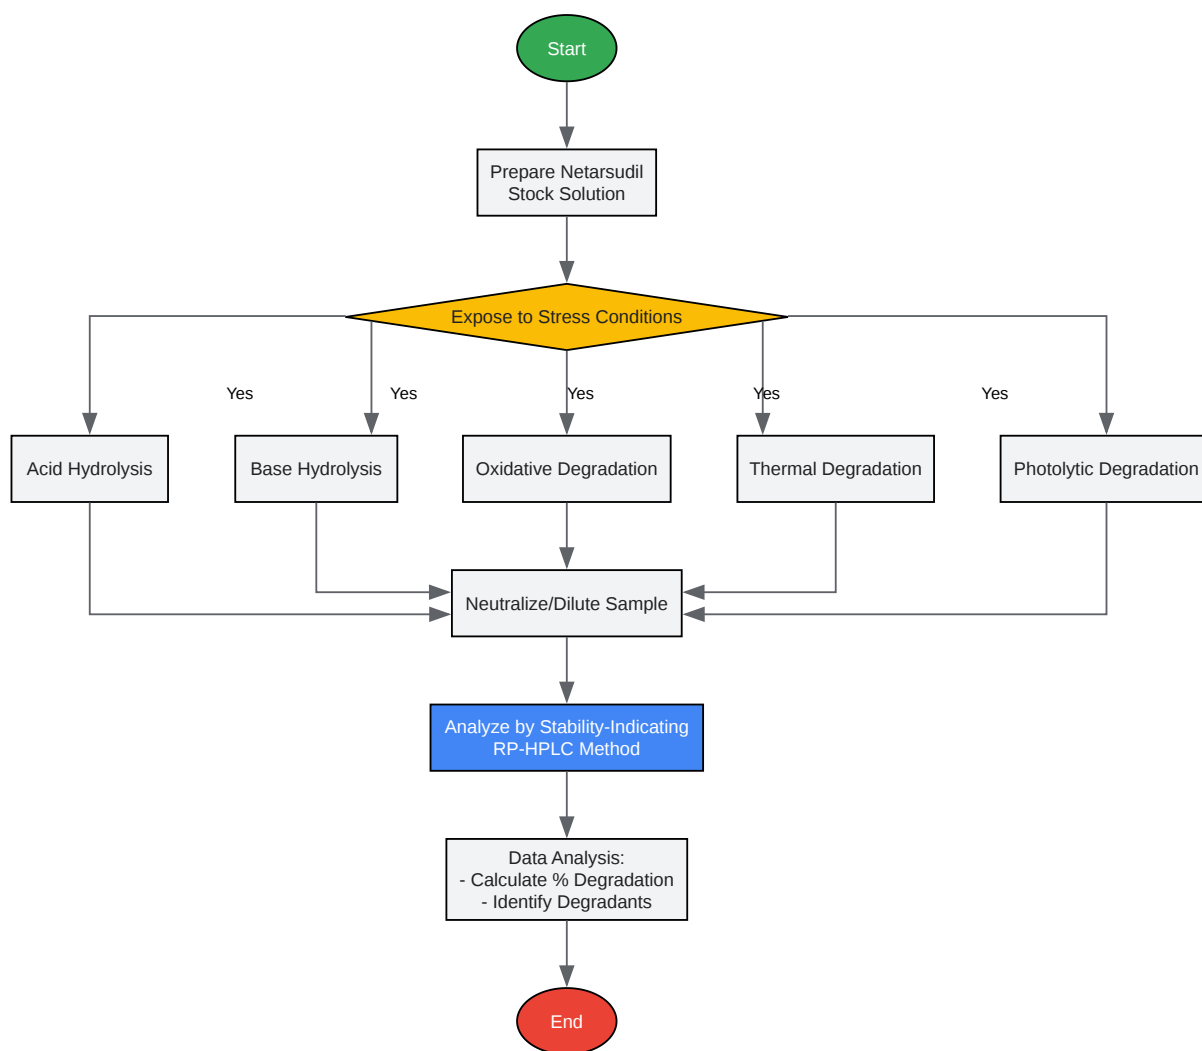 Start
Prepare Netarsudil
Stock Solution
Expose to Stress Conditions
Yes
Yes
Yes
Yes
Yes
Acid Hydrolysis
Base Hydrolysis
Oxidative Degradation
Thermal Degradation
Photolytic Degradation
Neutralize/Dilute Sample
Analyze by Stability-Indicating
RP-HPLC Method
Data Analysis:
- Calculate % Degradation
- Identify Degradants
End